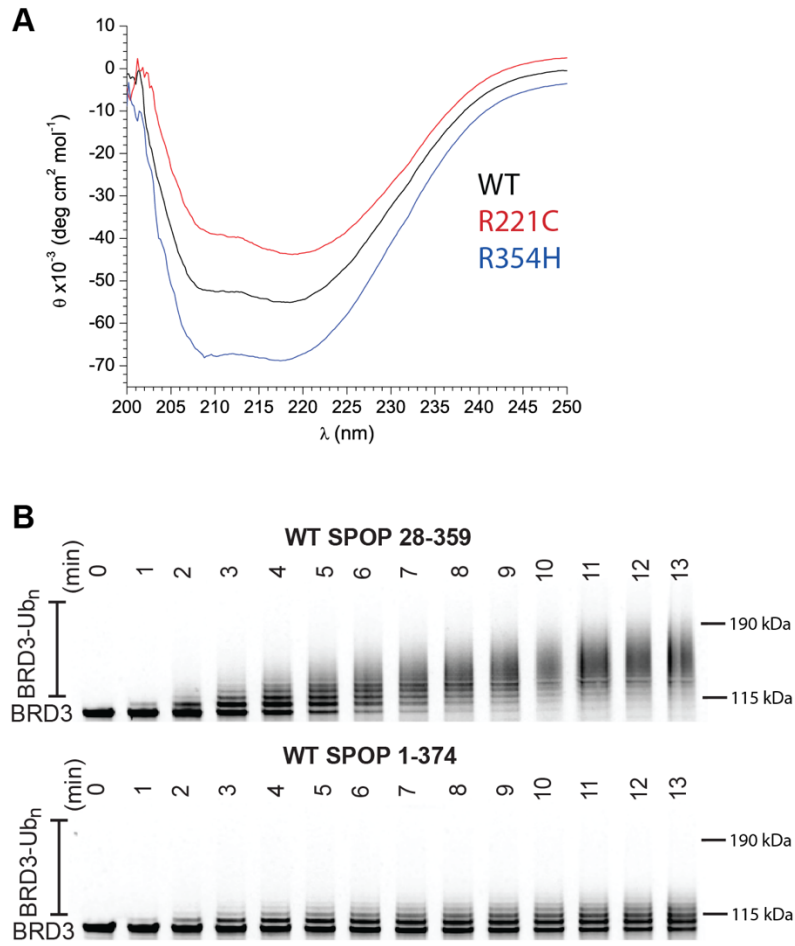 A
10
0
-10
-20
-30
-40
-50
-60
-70
θ x10⁻³ (deg cm² mol⁻¹)
200 205 210 215 220 225 230 235 240 245 250
λ (nm)
WT
R221C
R354H
B
WT SPOP 28-359
(min) 0 1 2 3 4 5 6 7 8 9 10 11 12 13
BRD3-Ubₙ
BRD3
190 kDa
115 kDa
WT SPOP 1-374
(min) 0 1 2 3 4 5 6 7 8 9 10 11 12 13
BRD3-Ubₙ
BRD3
190 kDa
115 kDa